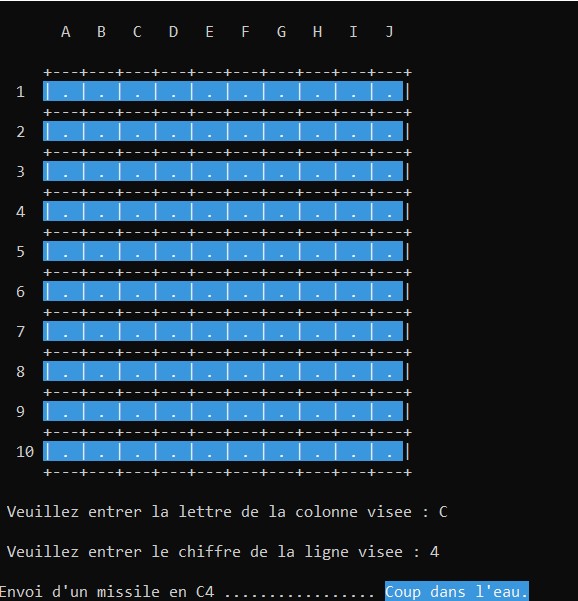 A B C D E F G H I J
+---+---+---+---+---+---+---+---+---+---+
1 | . | . | . | . | . | . | . | . | . | . |
+---+---+---+---+---+---+---+---+---+---+
2 | . | . | . | . | . | . | . | . | . | . |
+---+---+---+---+---+---+---+---+---+---+
3 | . | . | . | . | . | . | . | . | . | . |
+---+---+---+---+---+---+---+---+---+---+
4 | . | . | . | . | . | . | . | . | . | . |
+---+---+---+---+---+---+---+---+---+---+
5 | . | . | . | . | . | . | . | . | . | . |
+---+---+---+---+---+---+---+---+---+---+
6 | . | . | . | . | . | . | . | . | . | . |
+---+---+---+---+---+---+---+---+---+---+
7 | . | . | . | . | . | . | . | . | . | . |
+---+---+---+---+---+---+---+---+---+---+
8 | . | . | . | . | . | . | . | . | . | . |
+---+---+---+---+---+---+---+---+---+---+
9 | . | . | . | . | . | . | . | . | . | . |
+---+---+---+---+---+---+---+---+---+---+
10 | . | . | . | . | . | . | . | . | . | . |
+---+---+---+---+---+---+---+---+---+---+
Veuillez entrer la lettre de la colonne visee : C
Veuillez entrer le chiffre de la ligne visee : 4
Envoi d'un missile en C4 ................. Coup dans l'eau.